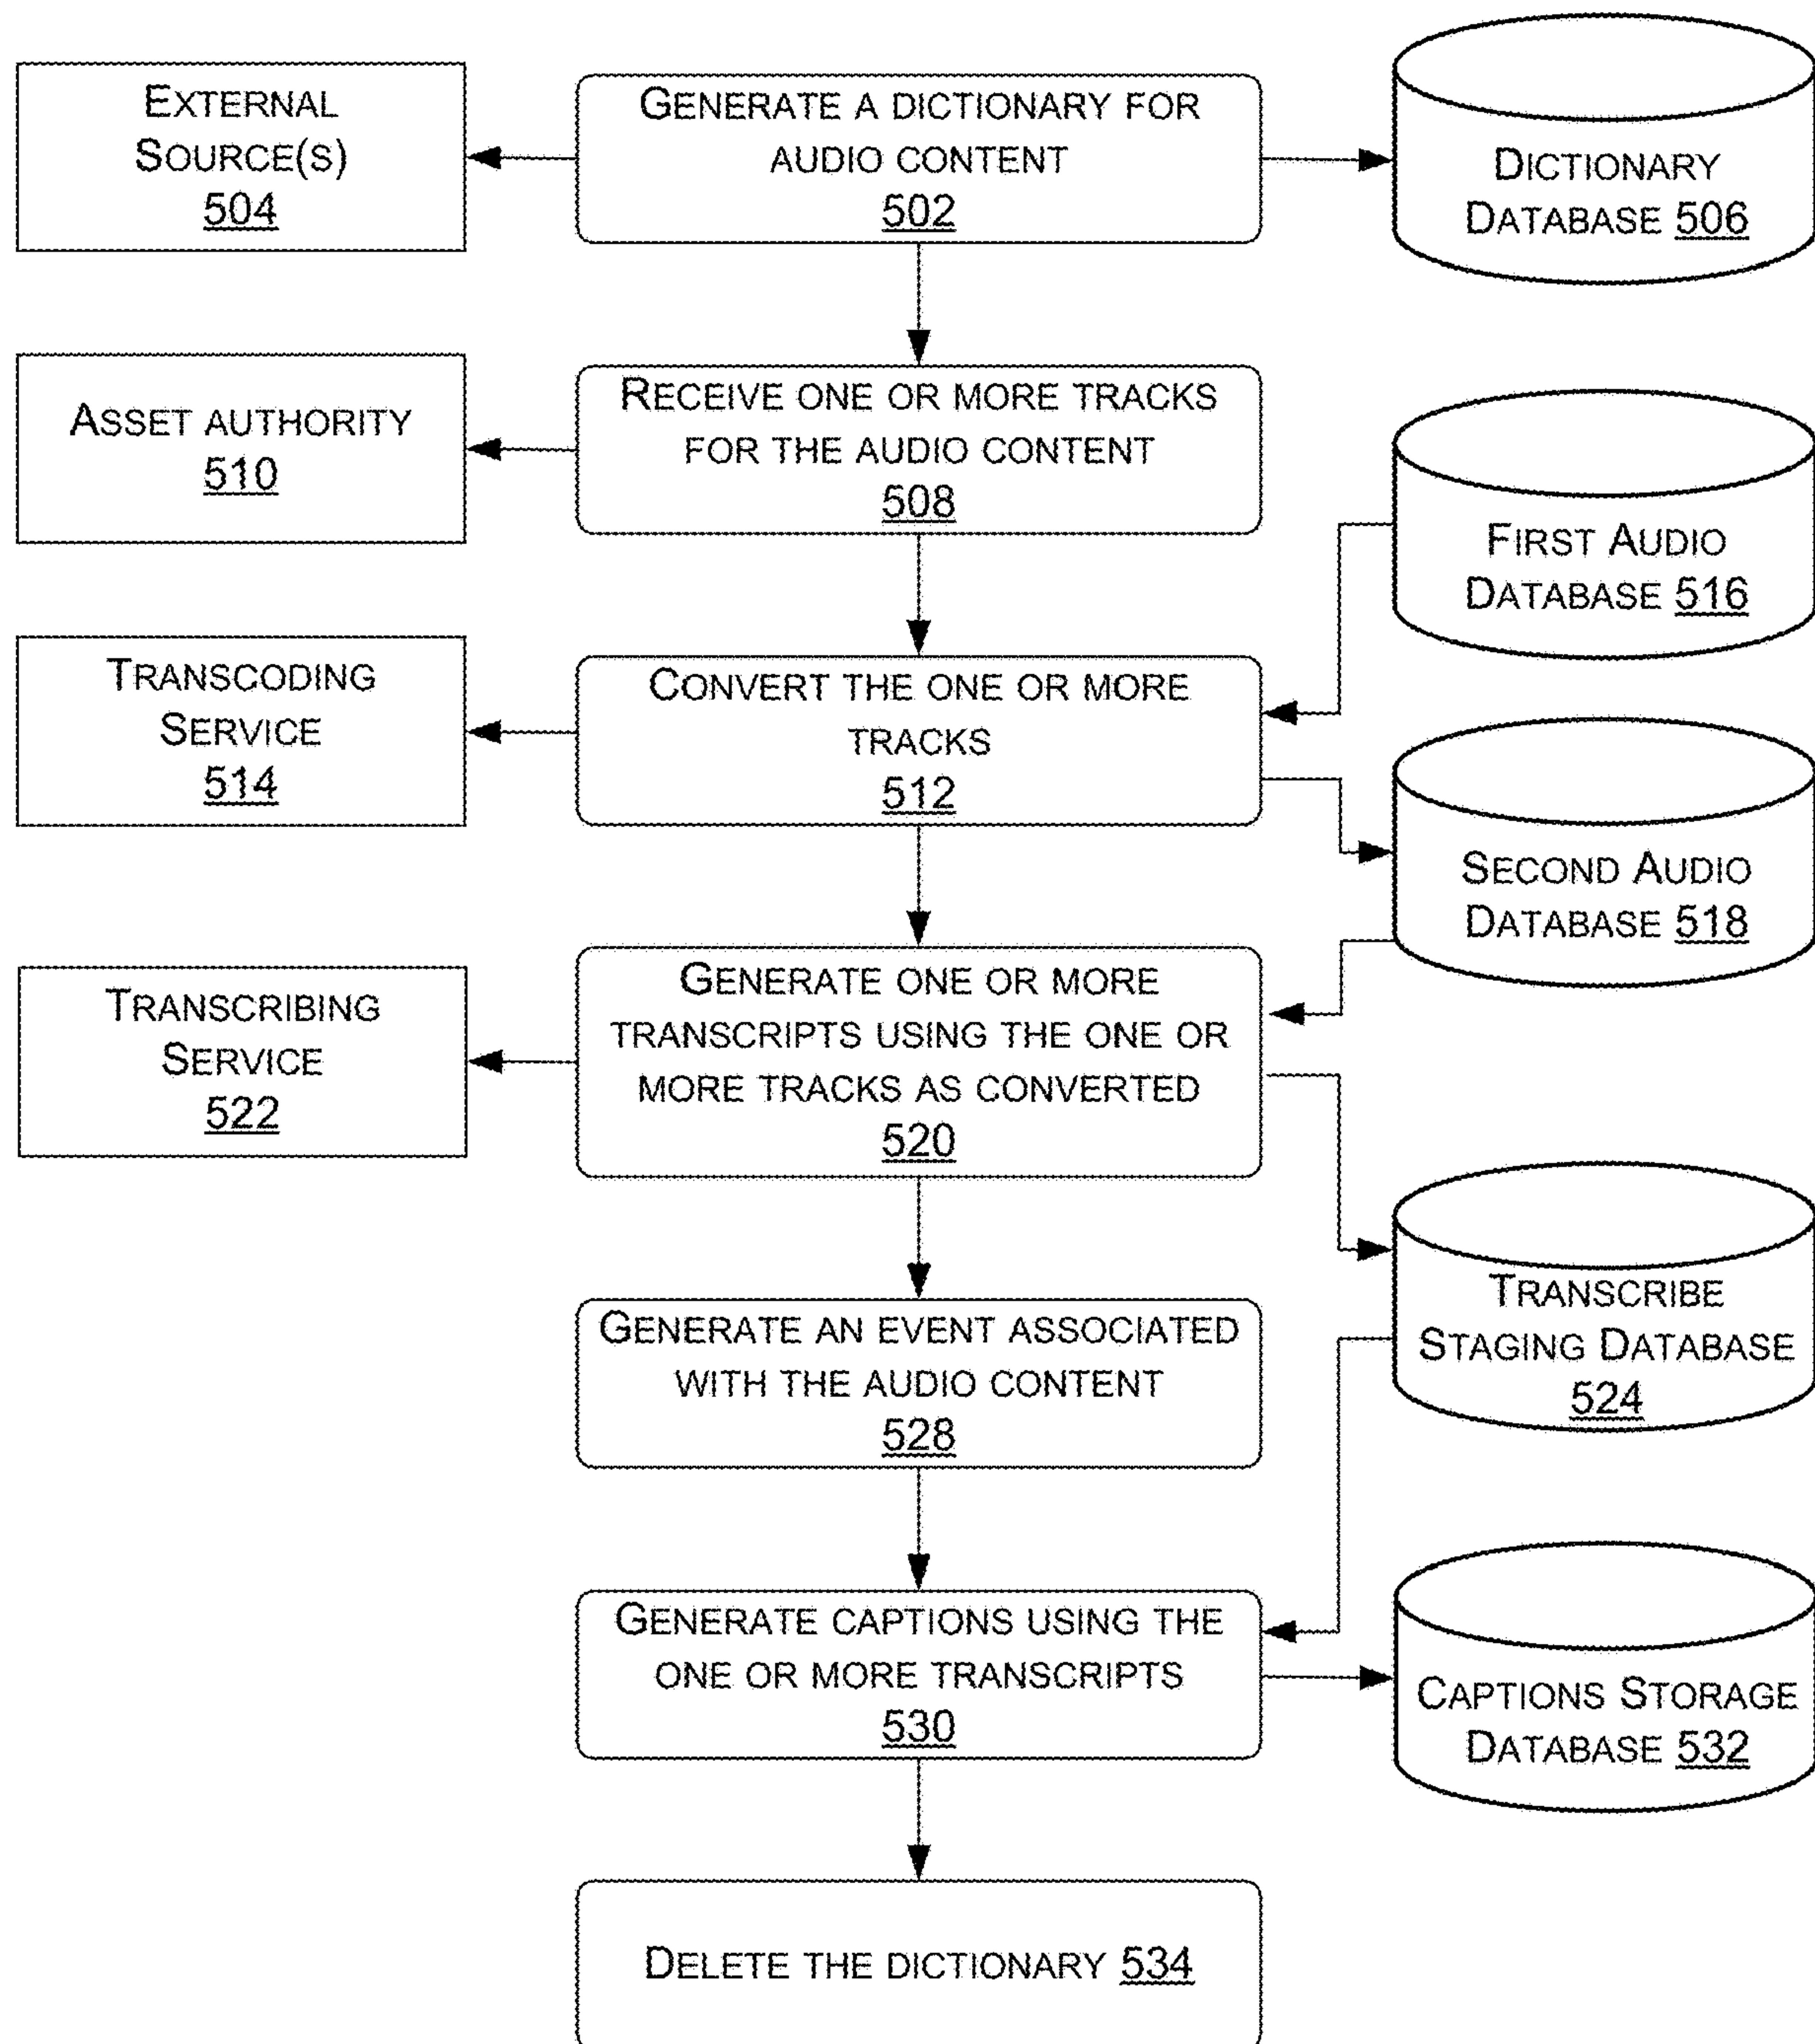 EXTERNAL
SOURCE(S)
504
GENERATE A DICTIONARY FOR
AUDIO CONTENT
502
DICTIONARY
DATABASE 506
ASSET AUTHORITY
510
RECEIVE ONE OR MORE TRACKS
FOR THE AUDIO CONTENT
508
FIRST AUDIO
DATABASE 516
TRANSCODING
SERVICE
514
CONVERT THE ONE OR MORE
TRACKS
512
SECOND AUDIO
DATABASE 518
TRANSCRIBING
SERVICE
522
GENERATE ONE OR MORE
TRANSCRIPTS USING THE ONE OR
MORE TRACKS AS CONVERTED
520
TRANSCRIBE
STAGING DATABASE
524
GENERATE AN EVENT ASSOCIATED
WITH THE AUDIO CONTENT
528
GENERATE CAPTIONS USING THE
ONE OR MORE TRANSCRIPTS
530
CAPTIONS STORAGE
DATABASE 532
DELETE THE DICTIONARY 534